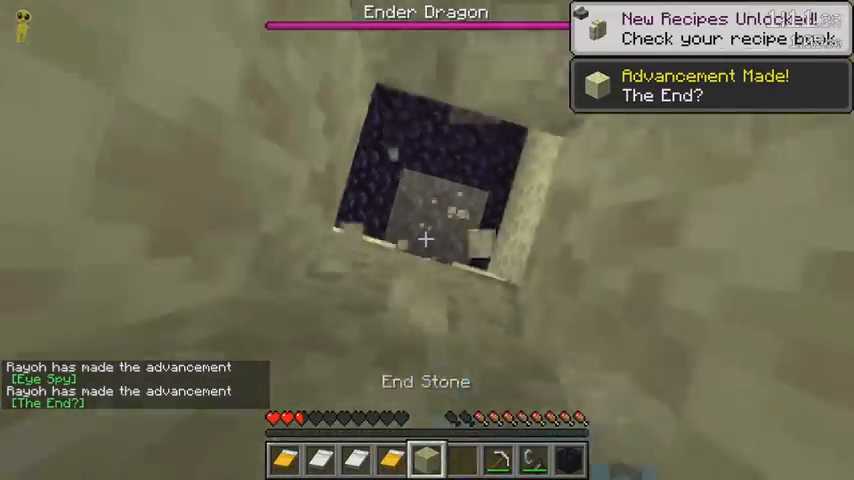 Ender Dragon
New Recipes Unlocked!
Check your recipe book
Advancement Made!
The End?
Rayoh has made the advancement
[Eye Spy]
Rayoh has made the advancement
[The End?]
End Stone